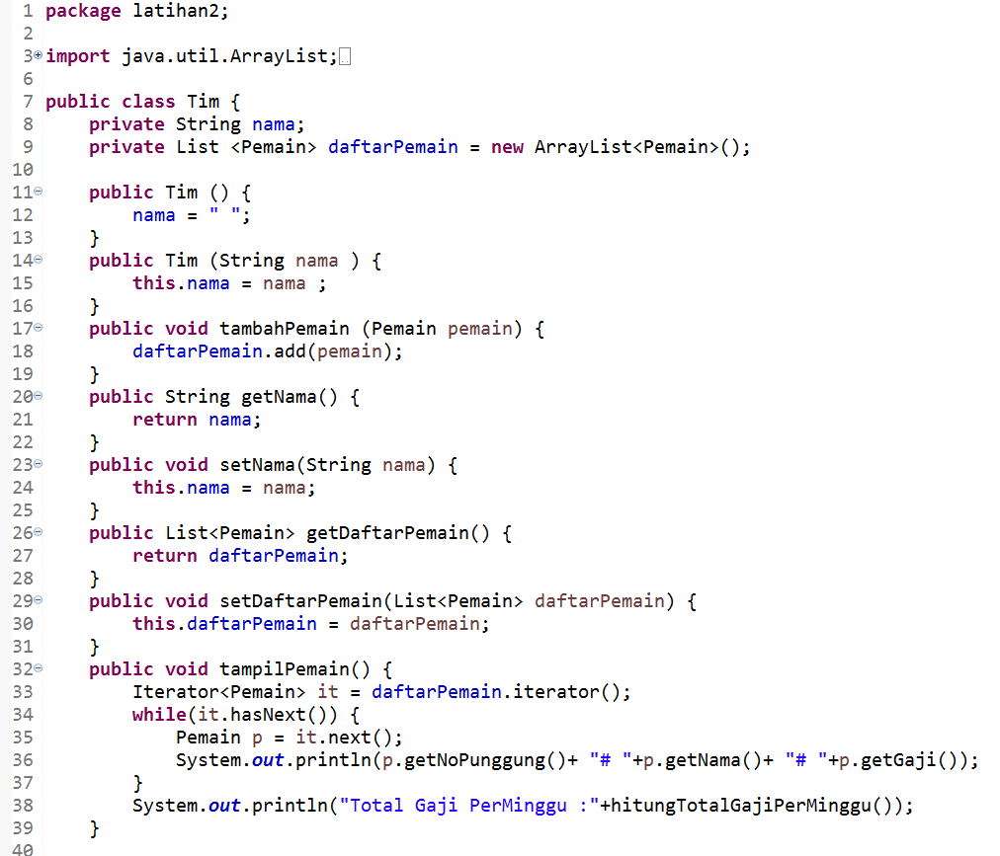 1 package latihan2;
2
3 import java.util.ArrayList;
6
7 public class Tim {
8     private String nama;
9     private List <Pemain> daftarPemain = new ArrayList<Pemain>();
10
11     public Tim () {
12         nama = " ";
13     }
14     public Tim (String nama ) {
15         this.nama = nama ;
16     }
17     public void tambahPemain (Pemain pemain) {
18         daftarPemain.add(pemain);
19     }
20     public String getNama() {
21         return nama;
22     }
23     public void setNama(String nama) {
24         this.nama = nama;
25     }
26     public List<Pemain> getDaftarPemain() {
27         return daftarPemain;
28     }
29     public void setDaftarPemain(List<Pemain> daftarPemain) {
30         this.daftarPemain = daftarPemain;
31     }
32     public void tampilPemain() {
33         Iterator<Pemain> it = daftarPemain.iterator();
34         while(it.hasNext()) {
35             Pemain p = it.next();
36             System.out.println(p.getNoPunggung()+ "# "+p.getNama()+ "# "+p.getGaji());
37         }
38         System.out.println("Total Gaji PerMinggu :"+hitungTotalGajiPerMinggu());
39     }
40